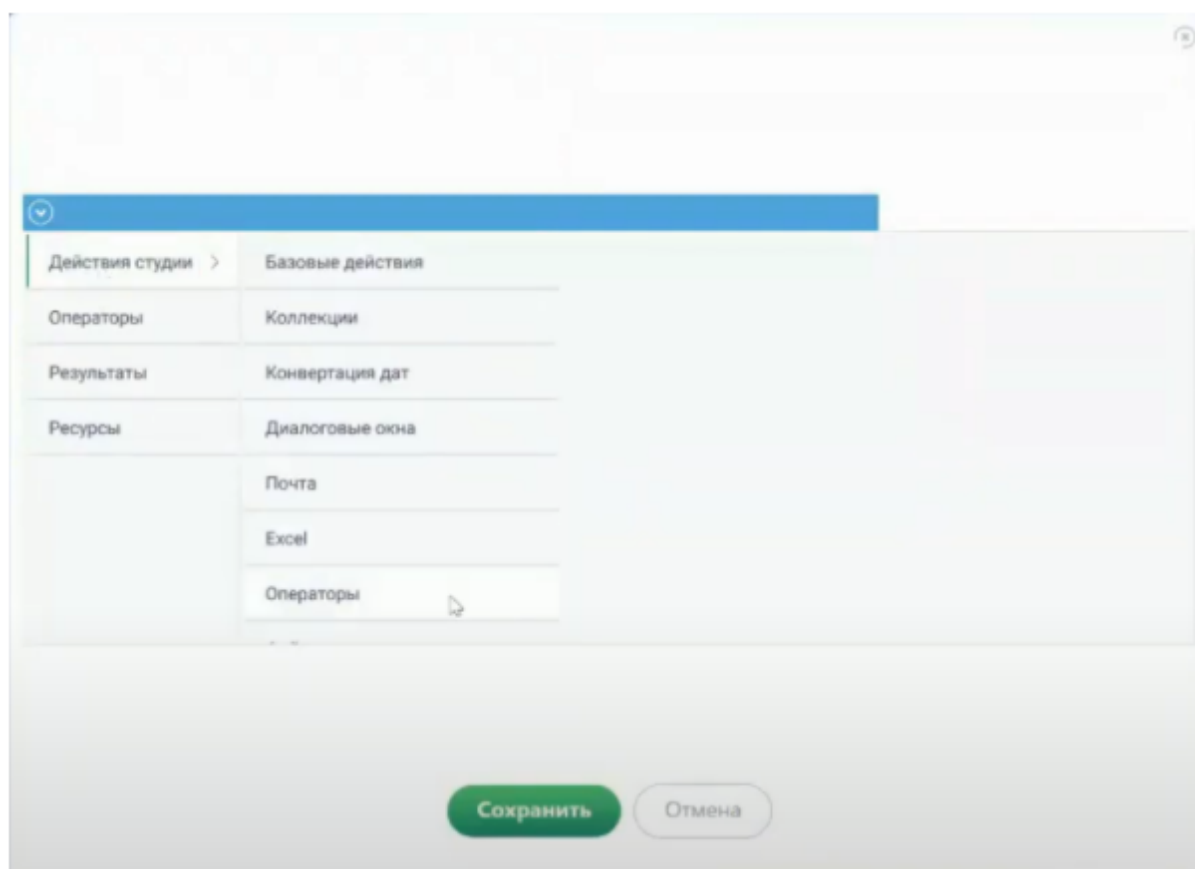 Действия студии
Базовые действия
Операторы
Коллекции
Результаты
Конвертация дат
Ресурсы
Диалоговые окна
Почта
Excel
Операторы
Сохранить
Отмена